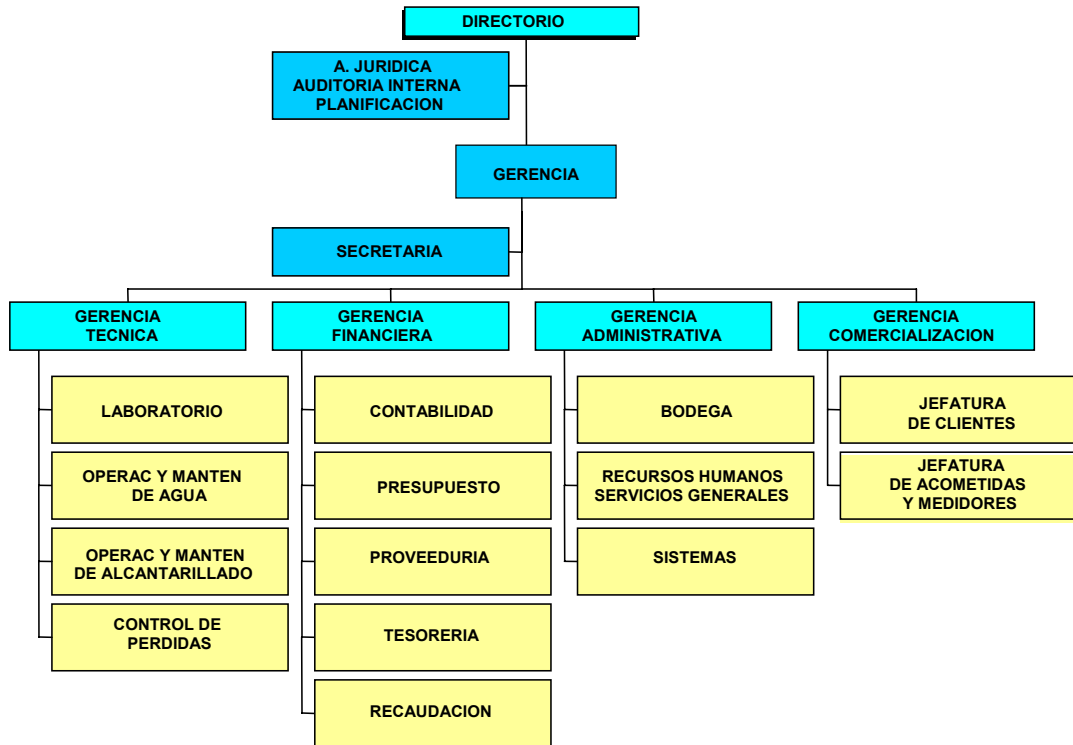 DIRECTORIO
A. JURIDICA
AUDITORIA INTERNA
PLANIFICACION
GERENCIA
SECRETARIA
GERENCIA
TECNICA
LABORATORIO
OPERAC Y MANTEN
DE AGUA
OPERAC Y MANTEN
DE ALCANTARILLADO
CONTROL DE
PERDIDAS
GERENCIA
FINANCIERA
CONTABILIDAD
PRESUPUESTO
PROVEEDURIA
TESORERIA
RECAUDACION
GERENCIA
ADMINISTRATIVA
BODEGA
RECURSOS HUMANOS
SERVICIOS GENERALES
SISTEMAS
GERENCIA
COMERCIALIZACION
JEFATURA
DE CLIENTES
JEFATURA
DE ACOMETIDAS
Y MEDIDORES